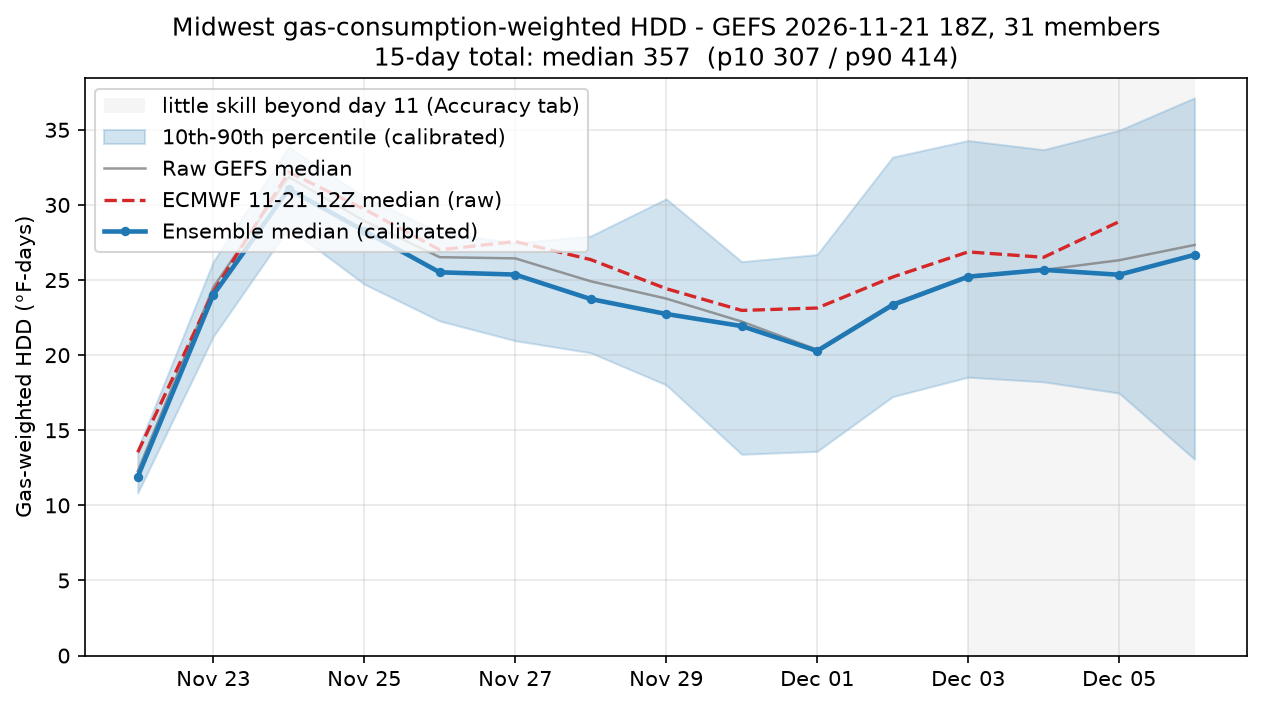 Midwest gas-consumption-weighted HDD - GEFS 2026-11-21 18Z, 31 members
15-day total: median 357  (p10 307 / p90 414)
little skill beyond day 11 (Accuracy tab)
10th-90th percentile (calibrated)
Raw GEFS median
ECMWF 11-21 12Z median (raw)
Ensemble median (calibrated)
Gas-weighted HDD (°F-days)
35
30
25
20
15
10
5
0
Nov 23
Nov 25
Nov 27
Nov 29
Dec 01
Dec 03
Dec 05